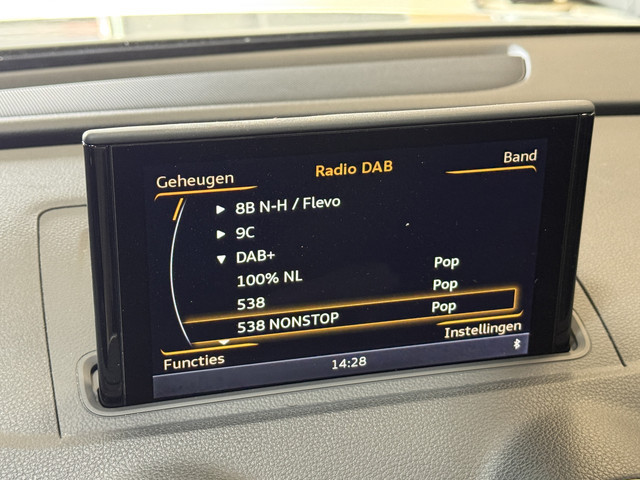 Radio DAB
Geheugen
Band
8B N-H / Flevo
9C
DAB+
100% NL Pop
538 Pop
538 NONSTOP Pop
Functies
Instellingen
14:28